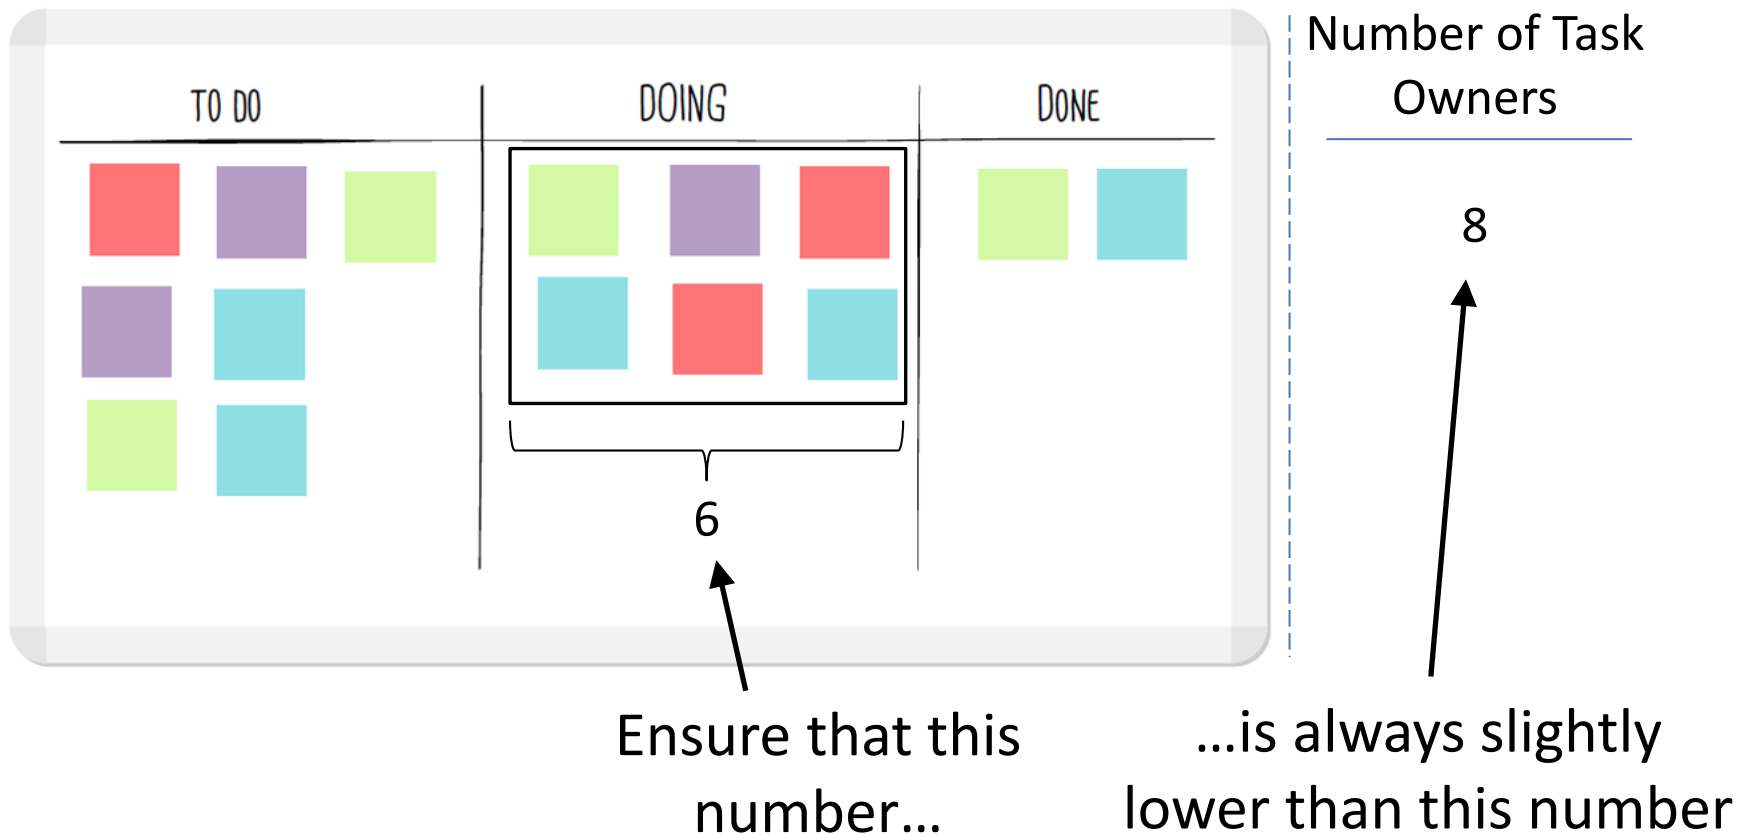 TO DO
DOING
DONE
Number of Task
Owners
8
6
Ensure that this
number...
...is always slightly
lower than this number